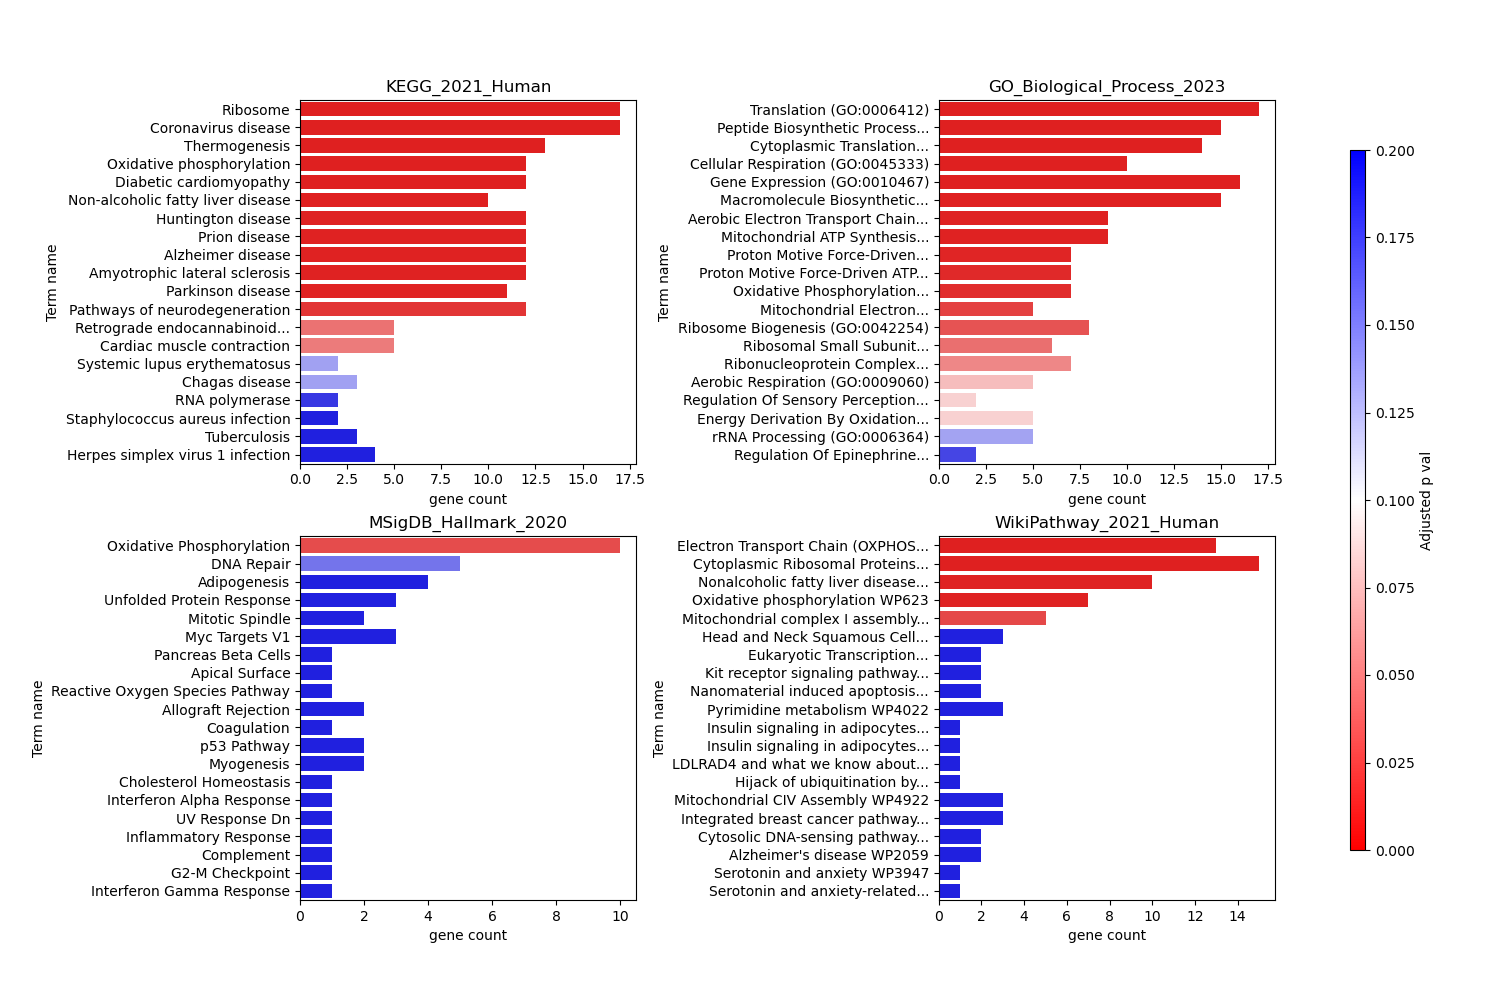 KEGG_2021_Human
Term name
Ribosome
Coronavirus disease
Thermogenesis
Oxidative phosphorylation
Diabetic cardiomyopathy
Non-alcoholic fatty liver disease
Huntington disease
Prion disease
Alzheimer disease
Amyotrophic lateral sclerosis
Parkinson disease
Pathways of neurodegeneration
Retrograde endocannabinoid...
Cardiac muscle contraction
Systemic lupus erythematosus
Chagas disease
RNA polymerase
Staphylococcus aureus infection
Tuberculosis
Herpes simplex virus 1 infection
0.0 2.5 5.0 7.5 10.0 12.5 15.0 17.5
gene count
GO_Biological_Process_2023
Term name
Translation (GO:0006412)
Peptide Biosynthetic Process...
Cytoplasmic Translation...
Cellular Respiration (GO:0045333)
Gene Expression (GO:0010467)
Macromolecule Biosynthetic...
Aerobic Electron Transport Chain...
Mitochondrial ATP Synthesis...
Proton Motive Force-Driven...
Proton Motive Force-Driven ATP...
Oxidative Phosphorylation...
Mitochondrial Electron...
Ribosome Biogenesis (GO:0042254)
Ribosomal Small Subunit...
Ribonucleoprotein Complex...
Aerobic Respiration (GO:0009060)
Regulation Of Sensory Perception...
Energy Derivation By Oxidation...
rRNA Processing (GO:0006364)
Regulation Of Epinephrine...
0.0 2.5 5.0 7.5 10.0 12.5 15.0 17.5
gene count
MSigDB_Hallmark_2020
Term name
Oxidative Phosphorylation
DNA Repair
Adipogenesis
Unfolded Protein Response
Mitotic Spindle
Myc Targets V1
Pancreas Beta Cells
Apical Surface
Reactive Oxygen Species Pathway
Allograft Rejection
Coagulation
p53 Pathway
Myogenesis
Cholesterol Homeostasis
Interferon Alpha Response
UV Response Dn
Inflammatory Response
Complement
G2-M Checkpoint
Interferon Gamma Response
0 2 4 6 8 10
gene count
WikiPathway_2021_Human
Term name
Electron Transport Chain (OXPHOS...
Cytoplasmic Ribosomal Proteins...
Nonalcoholic fatty liver disease...
Oxidative phosphorylation WP623
Mitochondrial complex I assembly...
Head and Neck Squamous Cell...
Eukaryotic Transcription...
Kit receptor signaling pathway...
Nanomaterial induced apoptosis...
Pyrimidine metabolism WP4022
Insulin signaling in adipocytes...
Insulin signaling in adipocytes...
LDLRAD4 and what we know about...
Hijack of ubiquitination by...
Mitochondrial CIV Assembly WP4922
Integrated breast cancer pathway...
Cytosolic DNA-sensing pathway...
Alzheimer's disease WP2059
Serotonin and anxiety WP3947
Serotonin and anxiety-related...
0 2 4 6 8 10 12 14
gene count
0.200
0.175
0.150
0.125
0.100
0.075
0.050
0.025
0.000
Adjusted p val